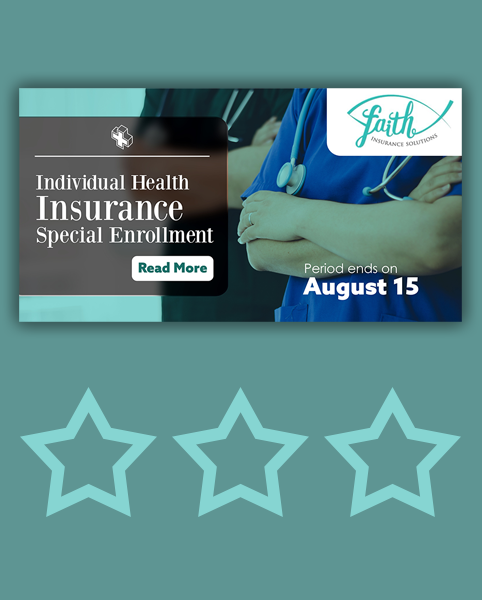 faith
INSURANCE SOLUTIONS
Individual Health
Insurance
Special Enrollment
Read More
Period ends on
August 15